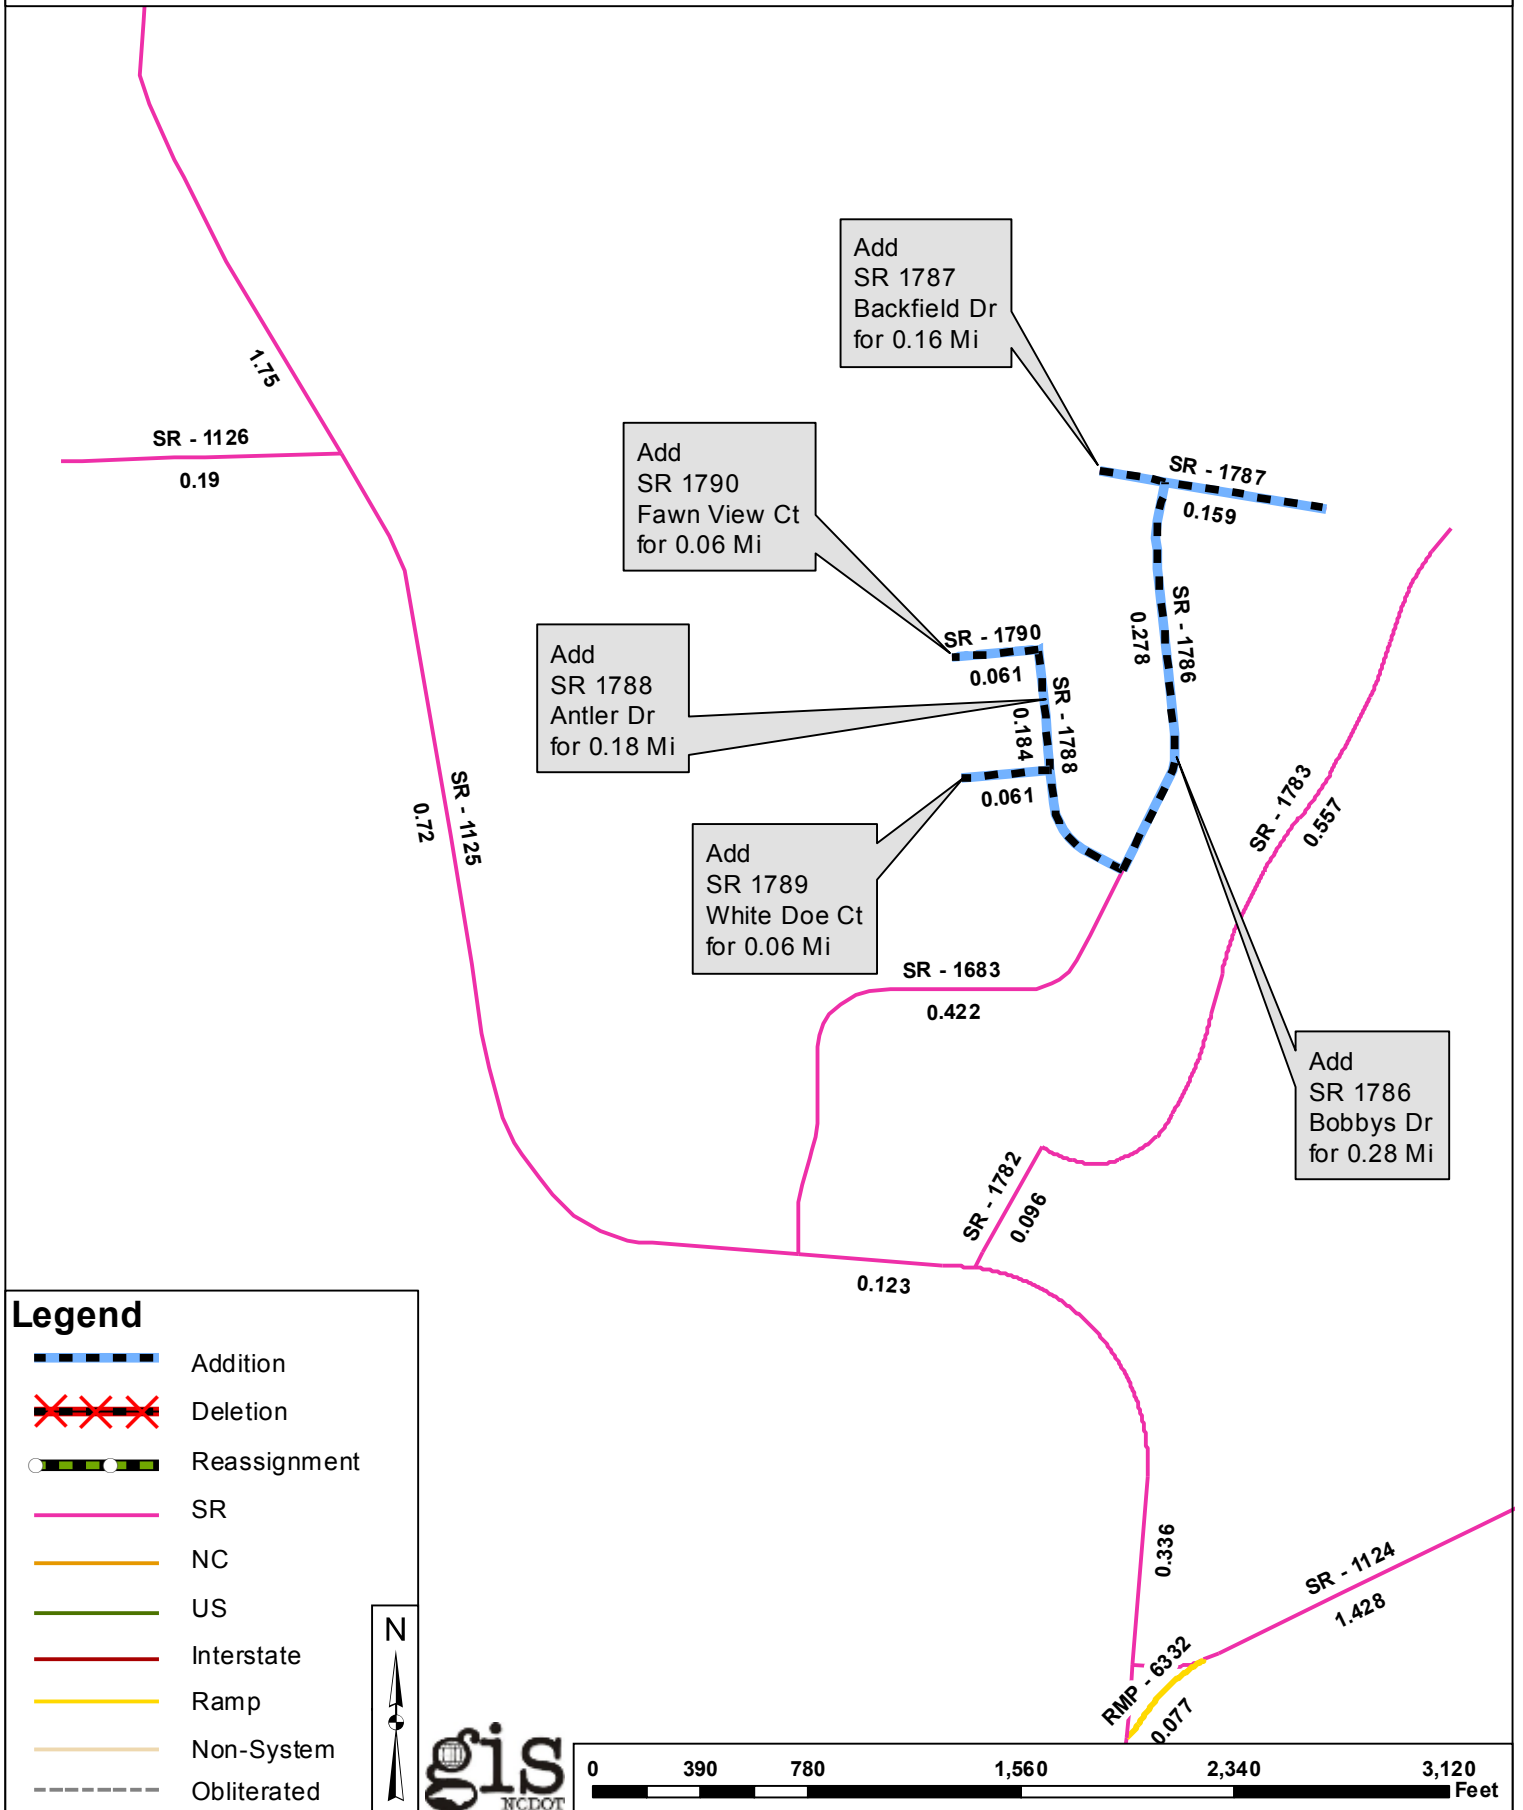 Add
SR 1787
Backfield Dr
for 0.16 Mi
1.75
SR - 1126
0.19
Add
SR 1790
Fawn View Ct
for 0.06 Mi
SR - 1787
0.159
SR - 1786
0.278
SR - 1790
0.061
Add
SR 1788
Antler Dr
for 0.18 Mi
SR - 1788
0.184
0.061
SR - 1125
0.72
SR - 1783
0.557
Add
SR 1789
White Doe Ct
for 0.06 Mi
SR - 1683
0.422
Add
SR 1786
Bobbys Dr
for 0.28 Mi
SR - 1782
0.096
0.123
0.336
SR - 1124
1.428
RMP - 6332
0.077
Legend
Addition
Deletion
Reassignment
SR
NC
US
Interstate
Ramp
Non-System
Obliterated
N
gis
NCDOT
0 390 780 1,560 2,340 3,120
Feet